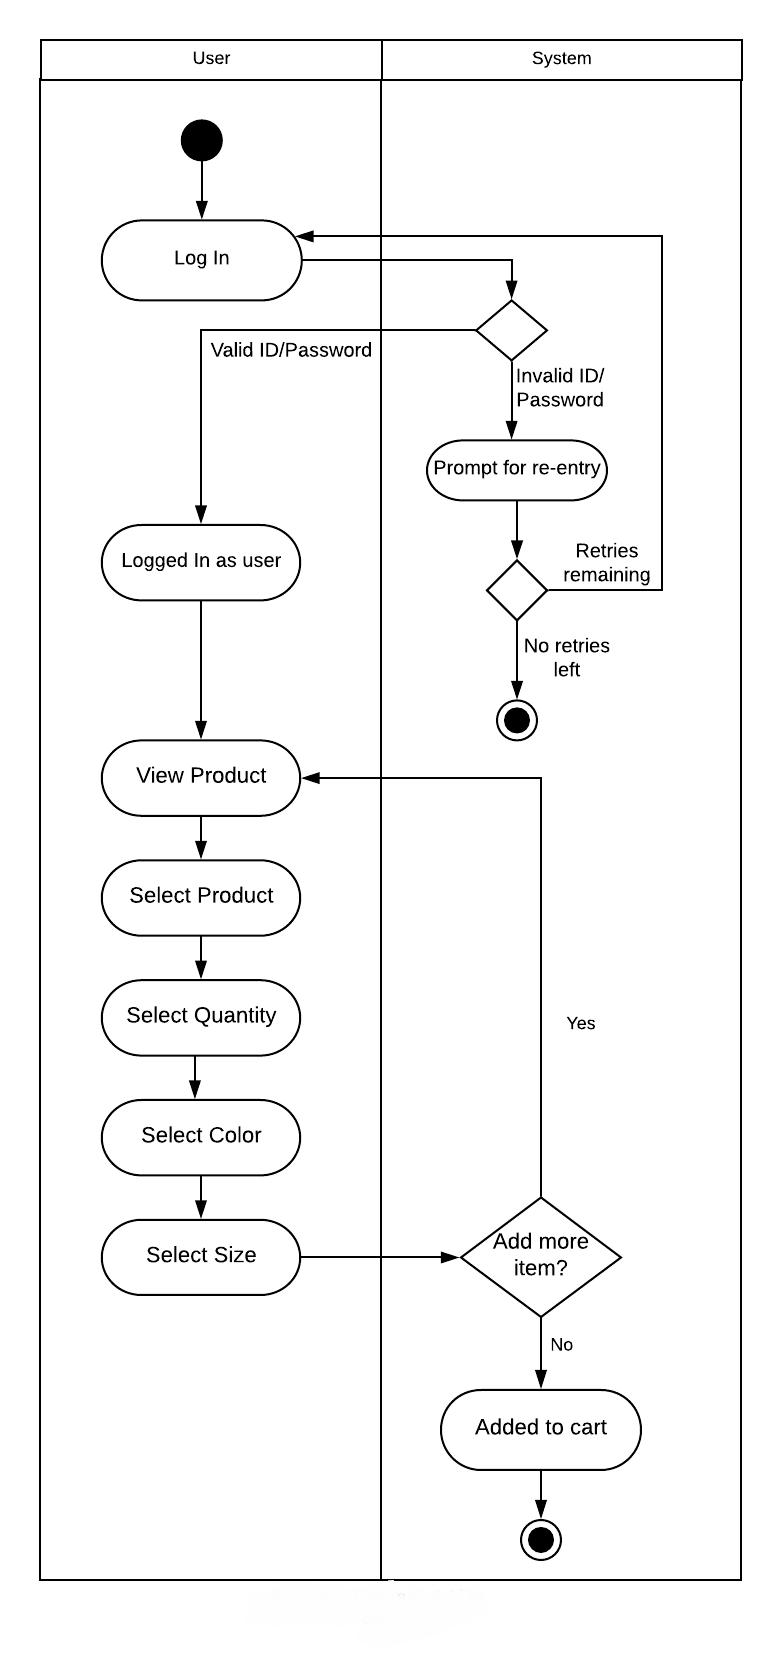 User
System
Log In
Valid ID/Password
Invalid ID/
Password
Prompt for re-entry
Logged In as user
Retries
remaining
No retries
left
View Product
Select Product
Select Quantity
Yes
Select Color
Select Size
Add more
item?
No
Added to cart